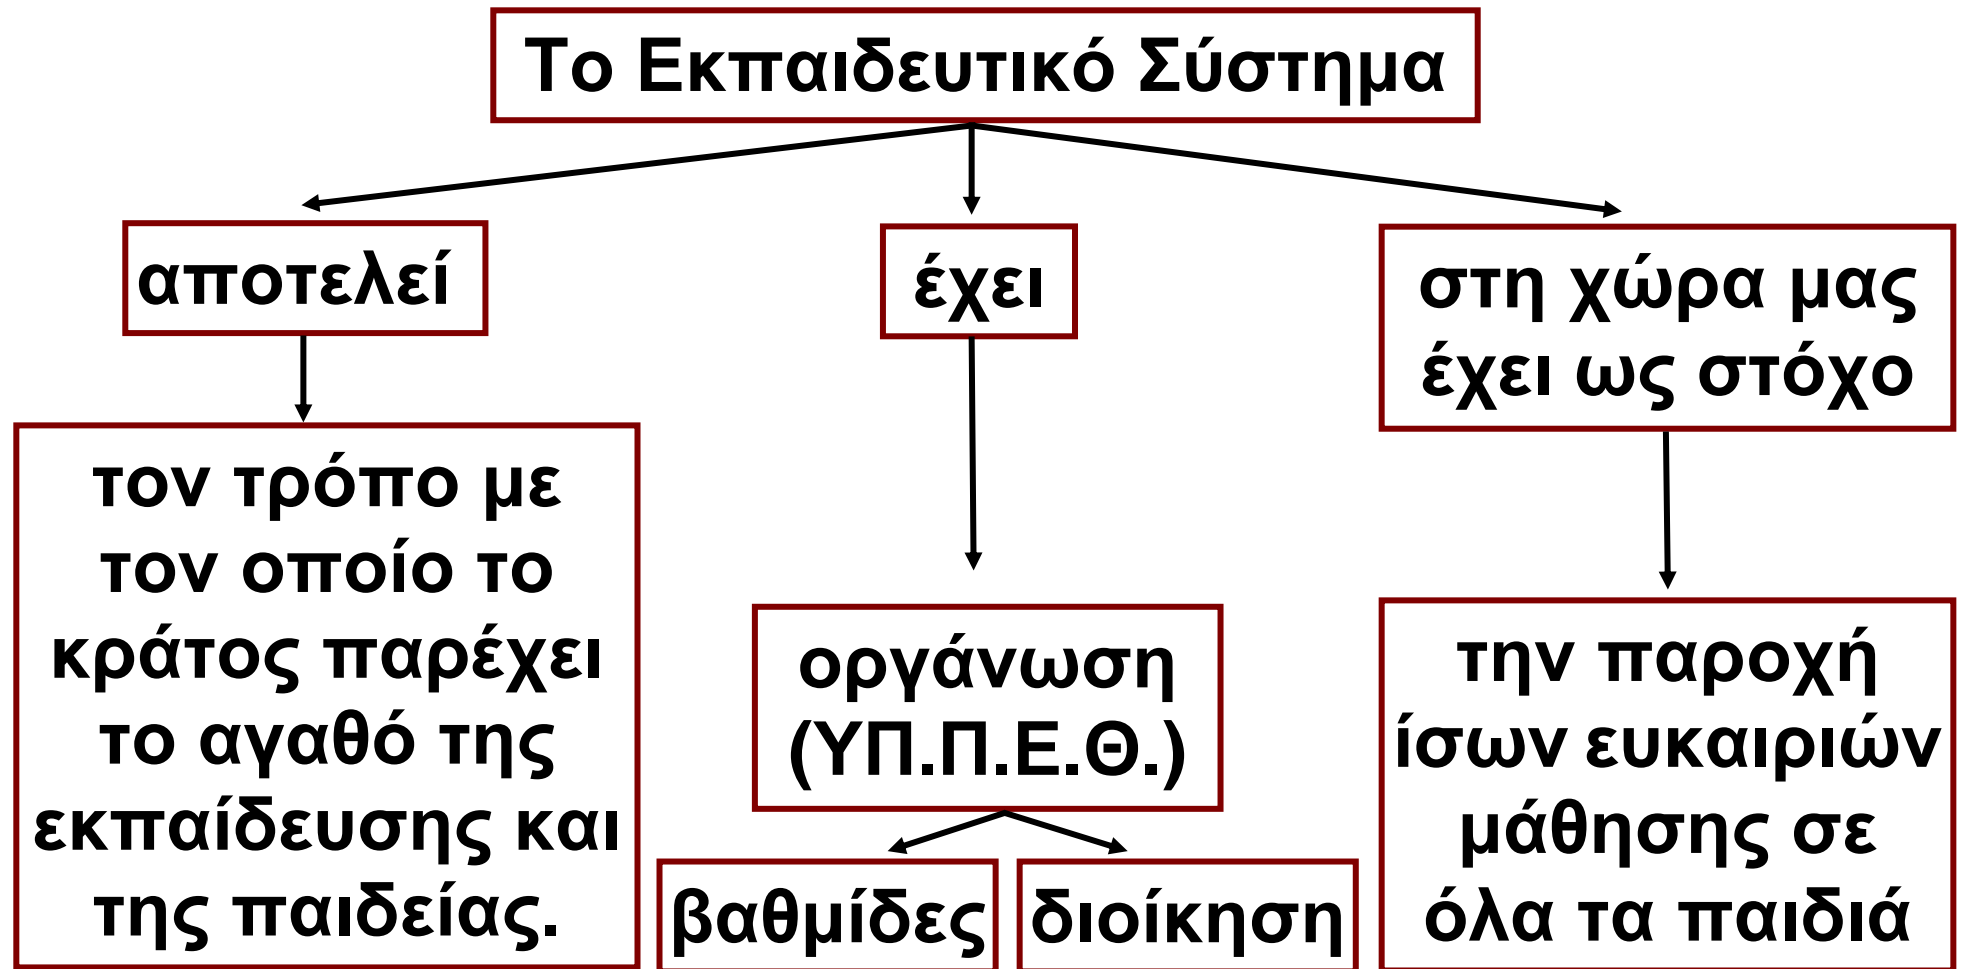 Το Εκπαιδευτικό Σύστημα
αποτελεί
έχει
στη χώρα μας
έχει ως στόχο
τον τρόπο με
τον οποίο το
κράτος παρέχει
το αγαθό της
εκπαίδευσης και
της παιδείας.
οργάνωση
(ΥΠ.Π.Ε.Θ.)
βαθμίδες
διοίκηση
την παροχή
ίσων ευκαιριών
μάθησης σε
όλα τα παιδιά